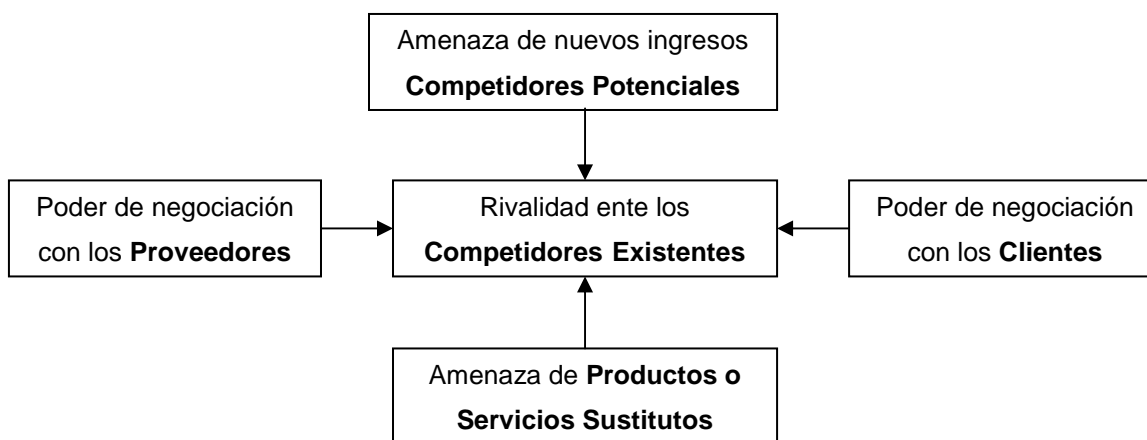 Amenaza de nuevos ingresos
Competidores Potenciales
Poder de negociación
con los Proveedores
Rivalidad ente los
Competidores Existentes
Poder de negociación
con los Clientes
Amenaza de Productos o
Servicios Sustitutos